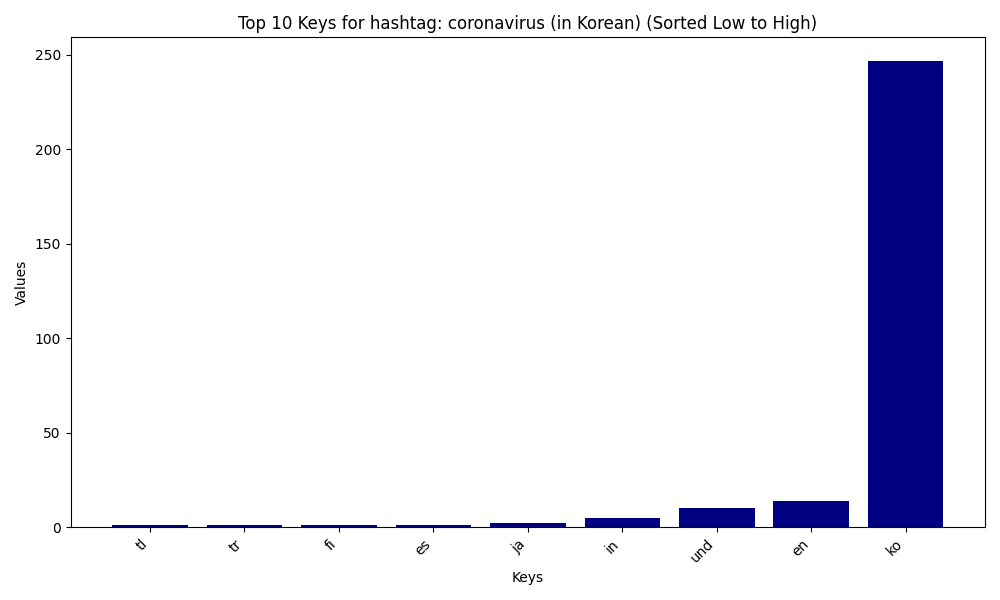 Top 10 Keys for hashtag: coronavirus (in Korean) (Sorted Low to High)
Values
250
200
150
100
50
0
tl tr fi es ja in und en ko
Keys